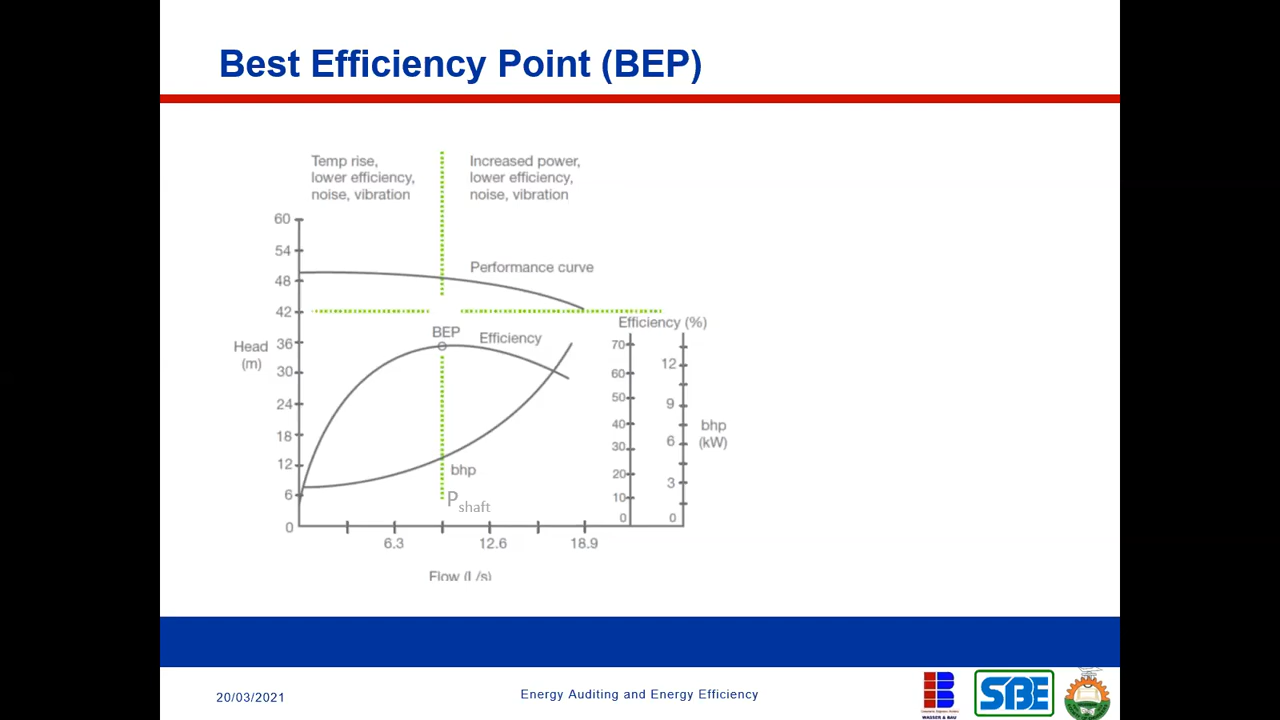 Best Efficiency Point (BEP)
Temp rise,
lower efficiency,
noise, vibration
Increased power,
lower efficiency,
noise, vibration
60
54
48
42
36
30
24
18
12
6
0
Head
(m)
Performance curve
BEP
Efficiency
bhp
Pshaft
Efficiency (%)
70
60
50
40
30
20
10
0
12
9
6
3
0
bhp
(kW)
6.3
12.6
18.9
Flow (L/s)
20/03/2021
Energy Auditing and Energy Efficiency
WASSER & BAU
SBE